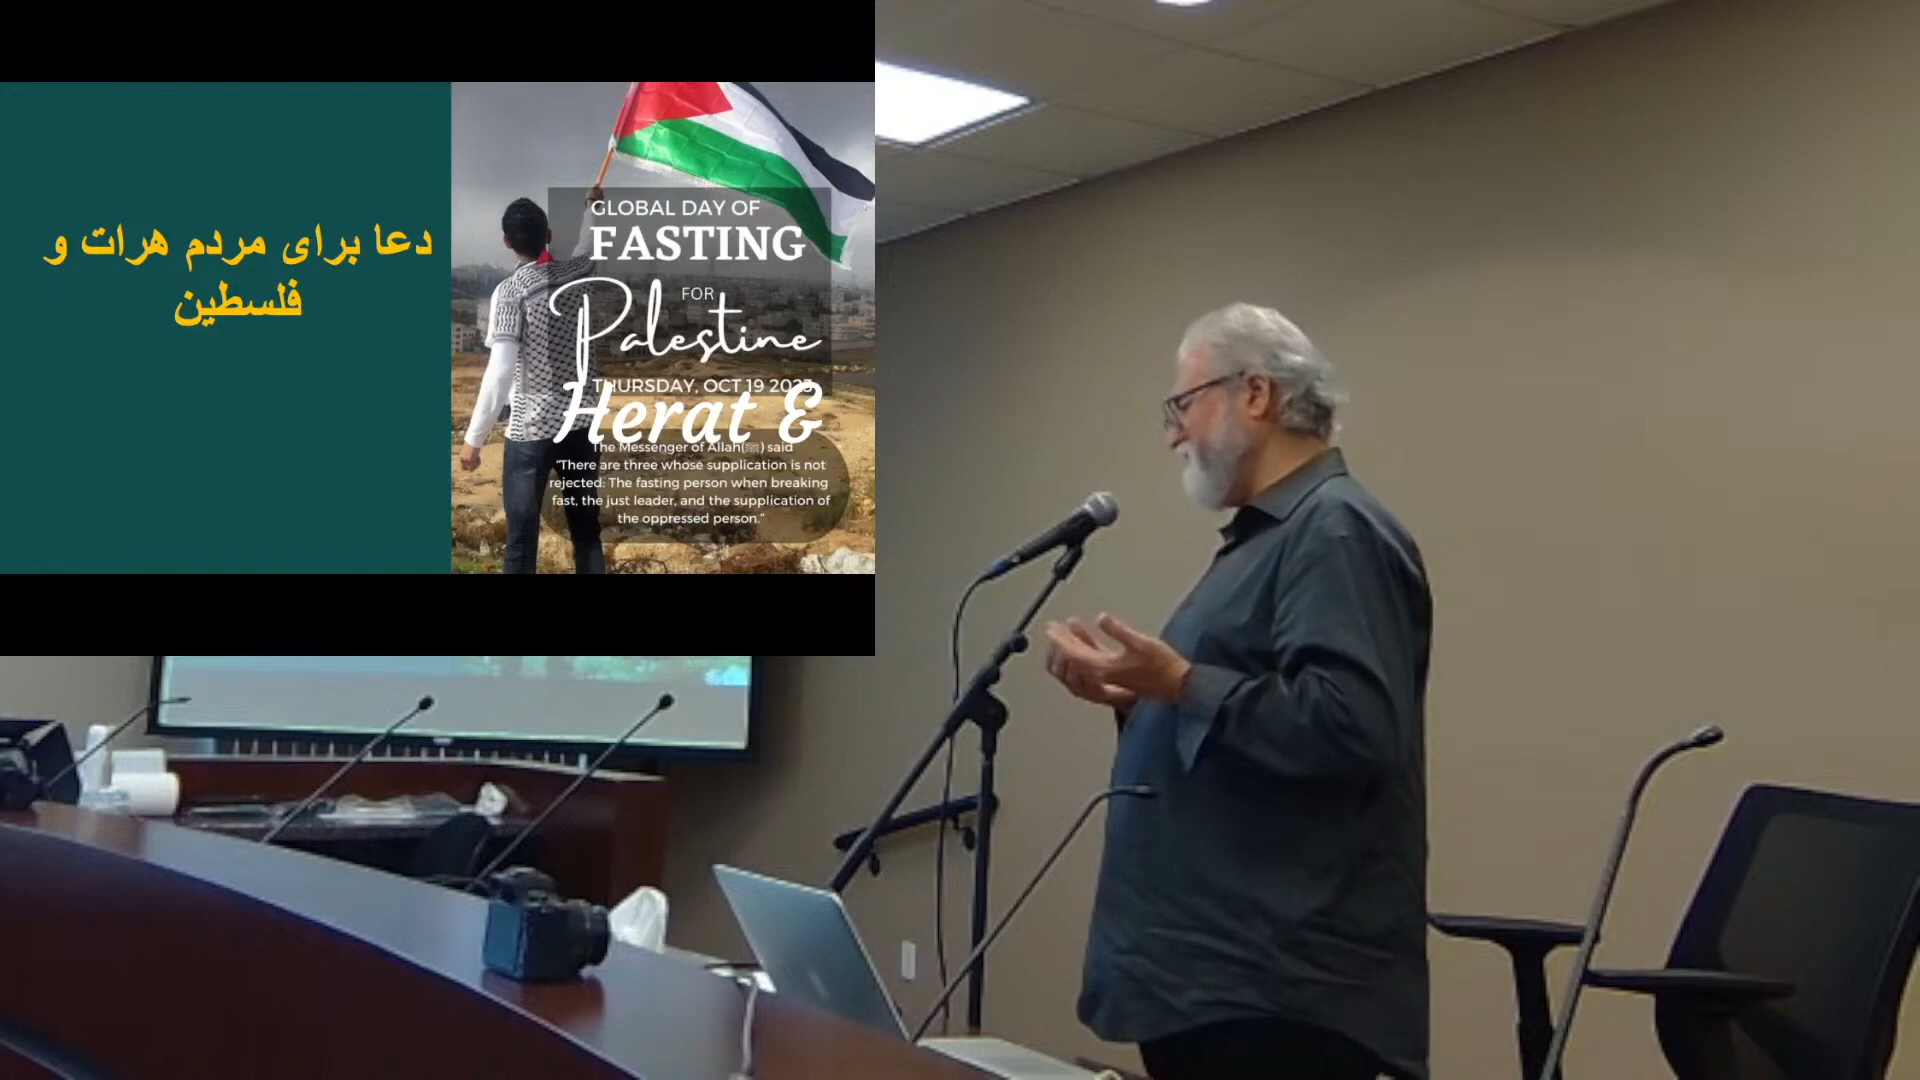 دعا برای مردم هرات و
فلسطین
GLOBAL DAY OF
FASTING
FOR
Palestine
THURSDAY, OCT 19 2023
Herat &
The Messenger of Allah(ﷺ) said
"There are three whose supplication is not
rejected: The fasting person when breaking
fast, the just leader, and the supplication of
the oppressed person."